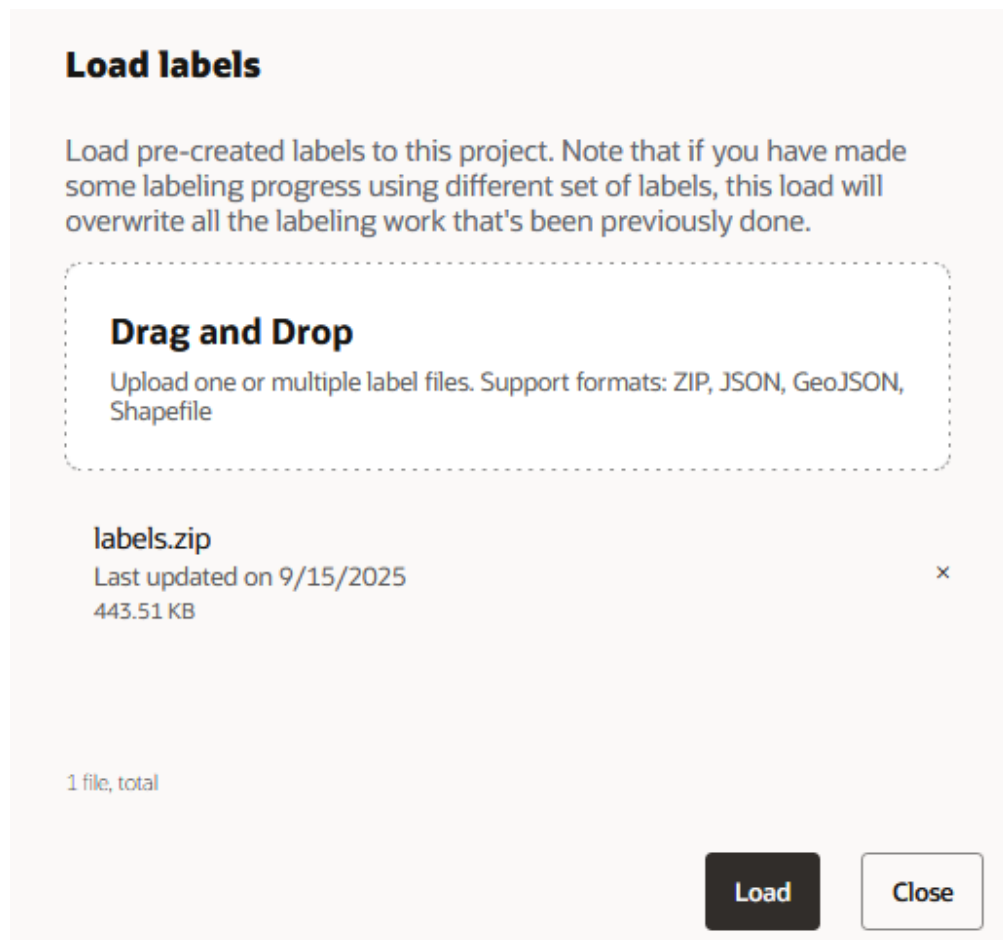 Load labels
Load pre-created labels to this project. Note that if you have made
some labeling progress using different set of labels, this load will
overwrite all the labeling work that's been previously done.
Drag and Drop
Upload one or multiple label files. Support formats: ZIP, JSON, GeoJSON,
Shapefile
labels.zip
Last updated on 9/15/2025
×
443.51 KB
1 file, total
Load
Close